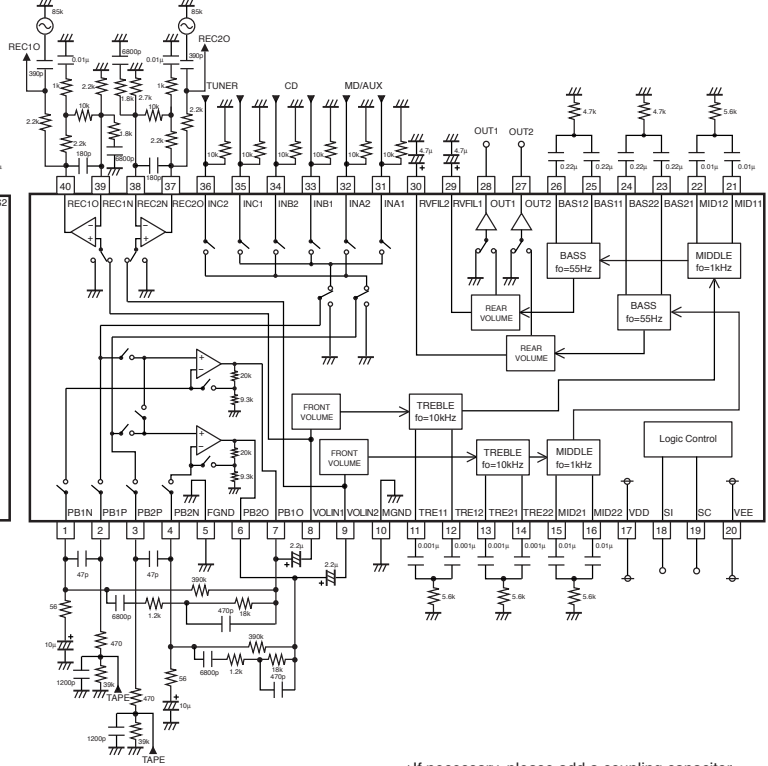 85k
85k
REC1O
REC2O
0.01μ
6800p
0.01μ
390p
390p
1k
2.2k
1.8k
2.7k
1k
10k
10k
2.2k
2.2k
2.2k
1.8k
2.2k
180p
6800p
180p
TUNER
CD
MD/AUX
10k
10k
10k
10k
10k
10k
4.7μ
4.7μ
OUT1
OUT2
4.7k
4.7k
5.6k
0.22μ
0.22μ
0.22μ
0.22μ
0.01μ
0.01μ
40 39 38 37 36 35 34 33 32 31 30 29 28 27 26 25 24 23 22 21
REC1O REC1N REC2N REC2O INC2 INC1 INB2 INB1 INA2 INA1 RVFIL2 RVFIL1 OUT1 OUT2 BAS12 BAS11 BAS22 BAS21 MID12 MID11
BASS
fo=55Hz
MIDDLE
fo=1kHz
REAR
VOLUME
BASS
fo=55Hz
REAR
VOLUME
20k
9.3k
FRONT
VOLUME
TREBLE
fo=10kHz
20k
9.3k
FRONT
VOLUME
TREBLE
fo=10kHz
MIDDLE
fo=1kHz
Logic Control
PB1N PB1P PB2P PB2N FGND PB2O PB1O VOLIN1 VOLIN2 MGND TRE11 TRE12 TRE21 TRE22 MID21 MID22 VDD SI SC VEE
1 2 3 4 5 6 7 8 9 10 11 12 13 14 15 16 17 18 19 20
47p
47p
2.2μ
2.2μ
0.001μ
0.001μ
0.001μ
0.001μ
0.01μ
0.01μ
5.6k
5.6k
5.6k
390k
56
6800p
1.2k
470p
18k
10μ
470
390k
1200p
39k
TAPE
56
6800p
1.2k
18k
470p
470
10μ
1200p
39k
TAPE